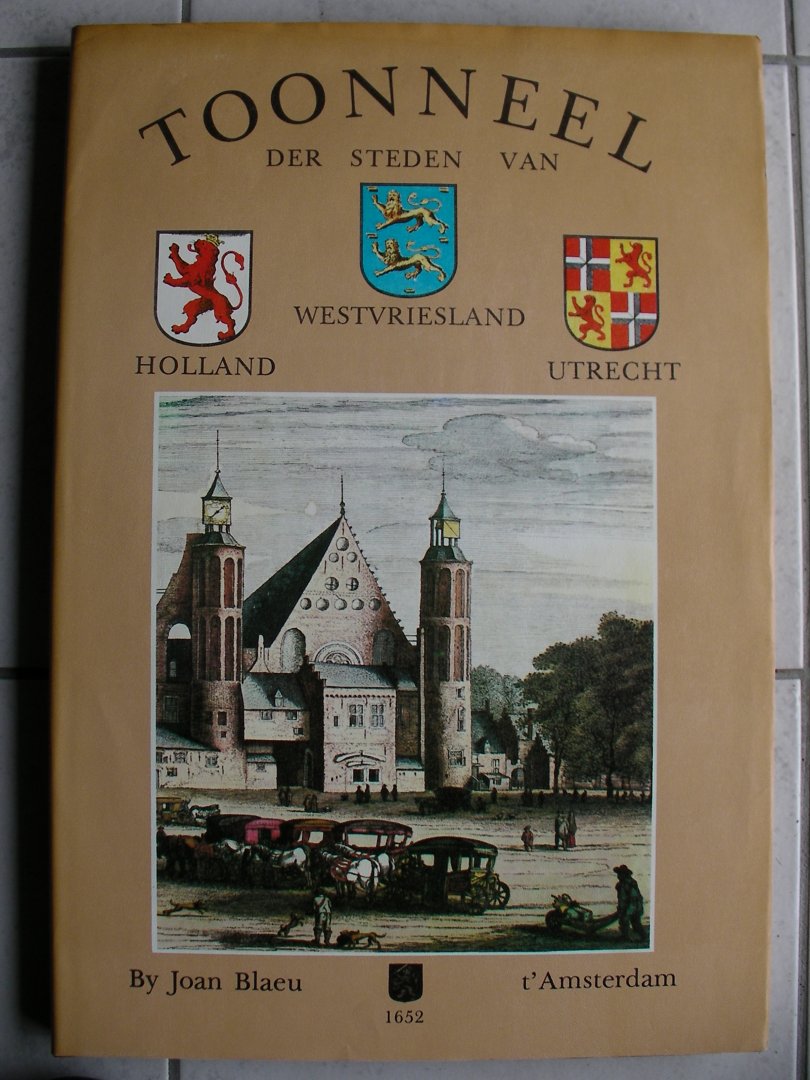 TOONNEEL
DER STEDEN VAN
WESTVRIESLAND
HOLLAND
UTRECHT
By Joan Blaeu
t'Amsterdam
1652